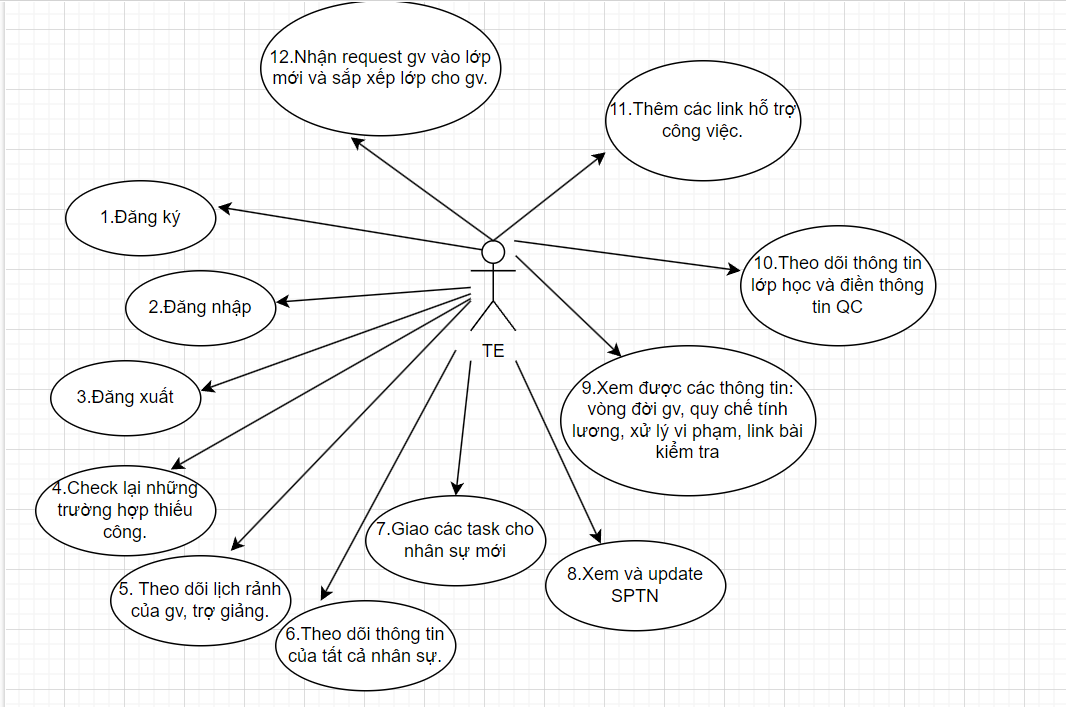 12.Nhận request gv vào lớp
mới và sắp xếp lớp cho gv.
11.Thêm các link hỗ trợ
công việc.
1.Đăng ký
10.Theo dõi thông tin
lớp học và điền thông
tin QC
2.Đăng nhập
TE
3.Đăng xuất
9.Xem được các thông tin:
vòng đời gv, quy chế tính
lương, xử lý vi phạm, link bài
kiểm tra
4.Check lại những
trường hợp thiếu
công.
7.Giao các task cho
nhân sự mới
8.Xem và update
SPTN
5. Theo dõi lịch rảnh
của gv, trợ giảng.
6.Theo dõi thông tin
của tất cả nhân sự.